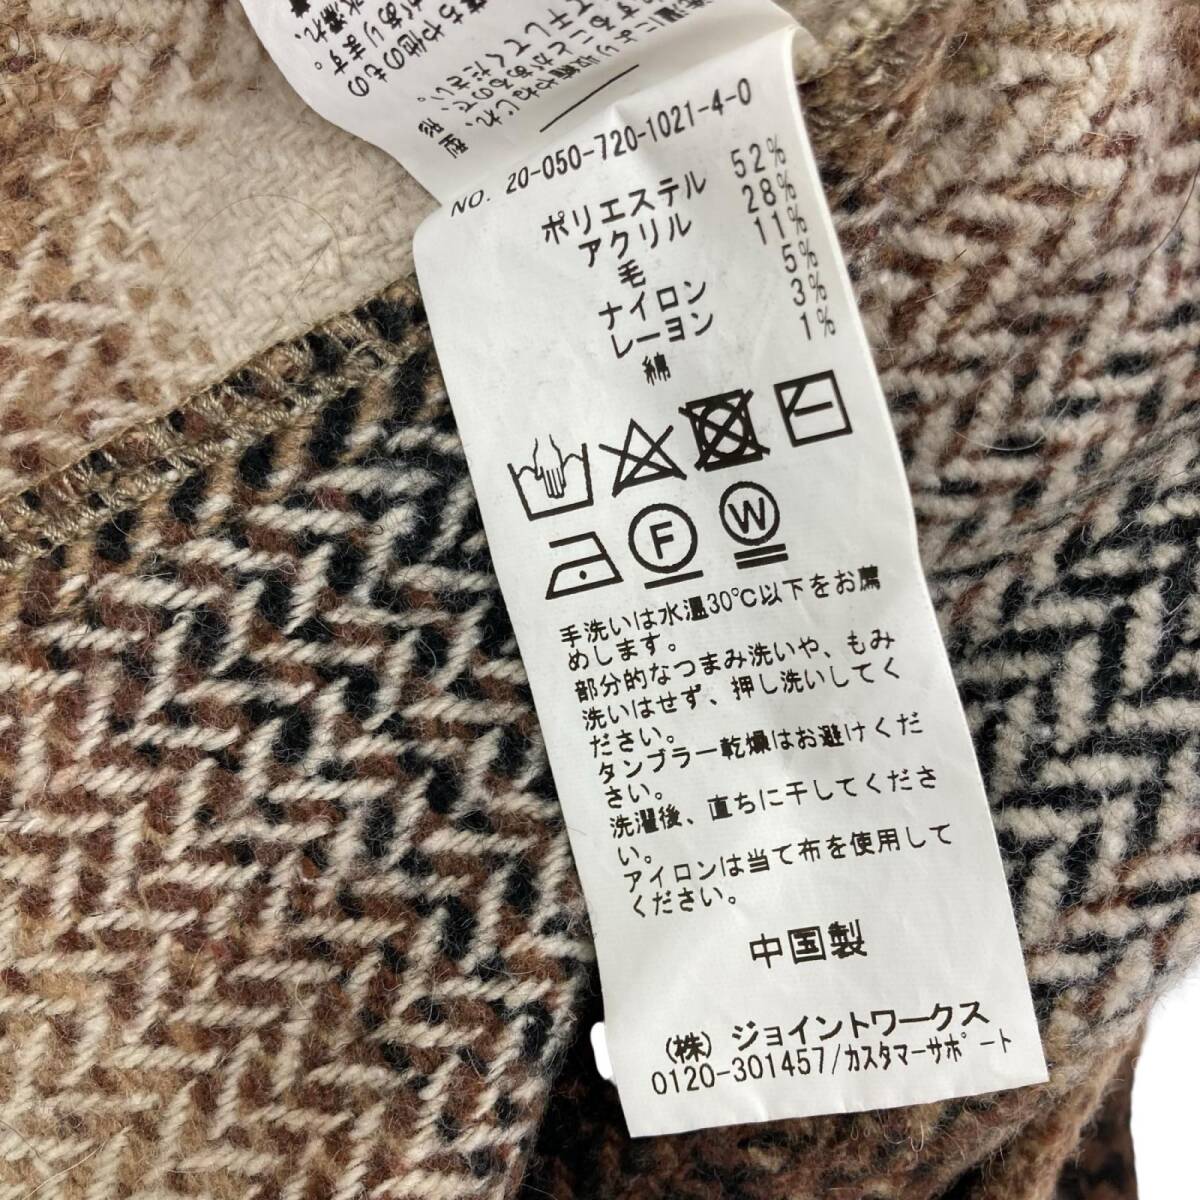 NO. 20-050-720-1021-4-0
ポリエステル 52%
アクリル 28%
毛 11%
ナイロン 5%
レーヨン 3%
綿 1%
F
W
手洗いは水温30℃以下をお薦
めします。
部分的なつまみ洗いや、もみ
洗いはせず、押し洗いしてく
ださい。
タンブラー乾燥はお避けくだ
さい。
洗濯後、直ちに干してくださ
い。
アイロンは当て布を使用して
ください。
中国製
(株)ジョイントワークス
0120-301457/カスタマーサポート